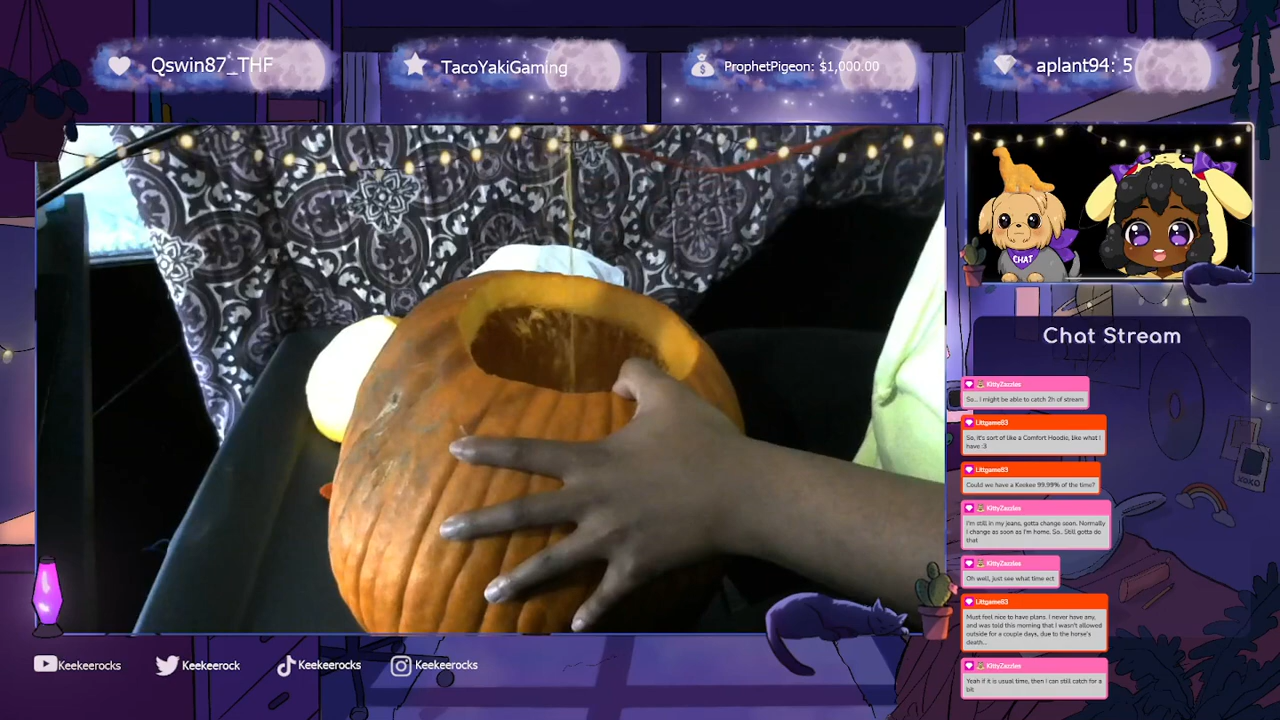 Qswin87_THF
TacoYakiGaming
ProphetPigeon: $1,000.00
aplant94: 5
CHAT
Chat Stream
KittyZazzles
So.. I might be able to catch 2h of stream
Littgame83
So, it's sort of like a Comfort Hoodie, like what I
have :3
Littgame83
Could we have a Keekee 99.99% of the time?
KittyZazzles
I'm still in my jeans, gotta change soon. Normally
I change as soon as I'm home, So.. Still gotta do
that
KittyZazzles
Oh well, just see what time ect
Littgame83
Must feel nice to have plans. I never have any,
and was told this morning that I wasn't allowed
outside for a couple days, due to the horse's
death...
KittyZazzles
Yeah if it is usual time, then I can still catch for a
bit
XOXO
Keekeerocks
Keekeerock
Keekeerocks
Keekeerocks